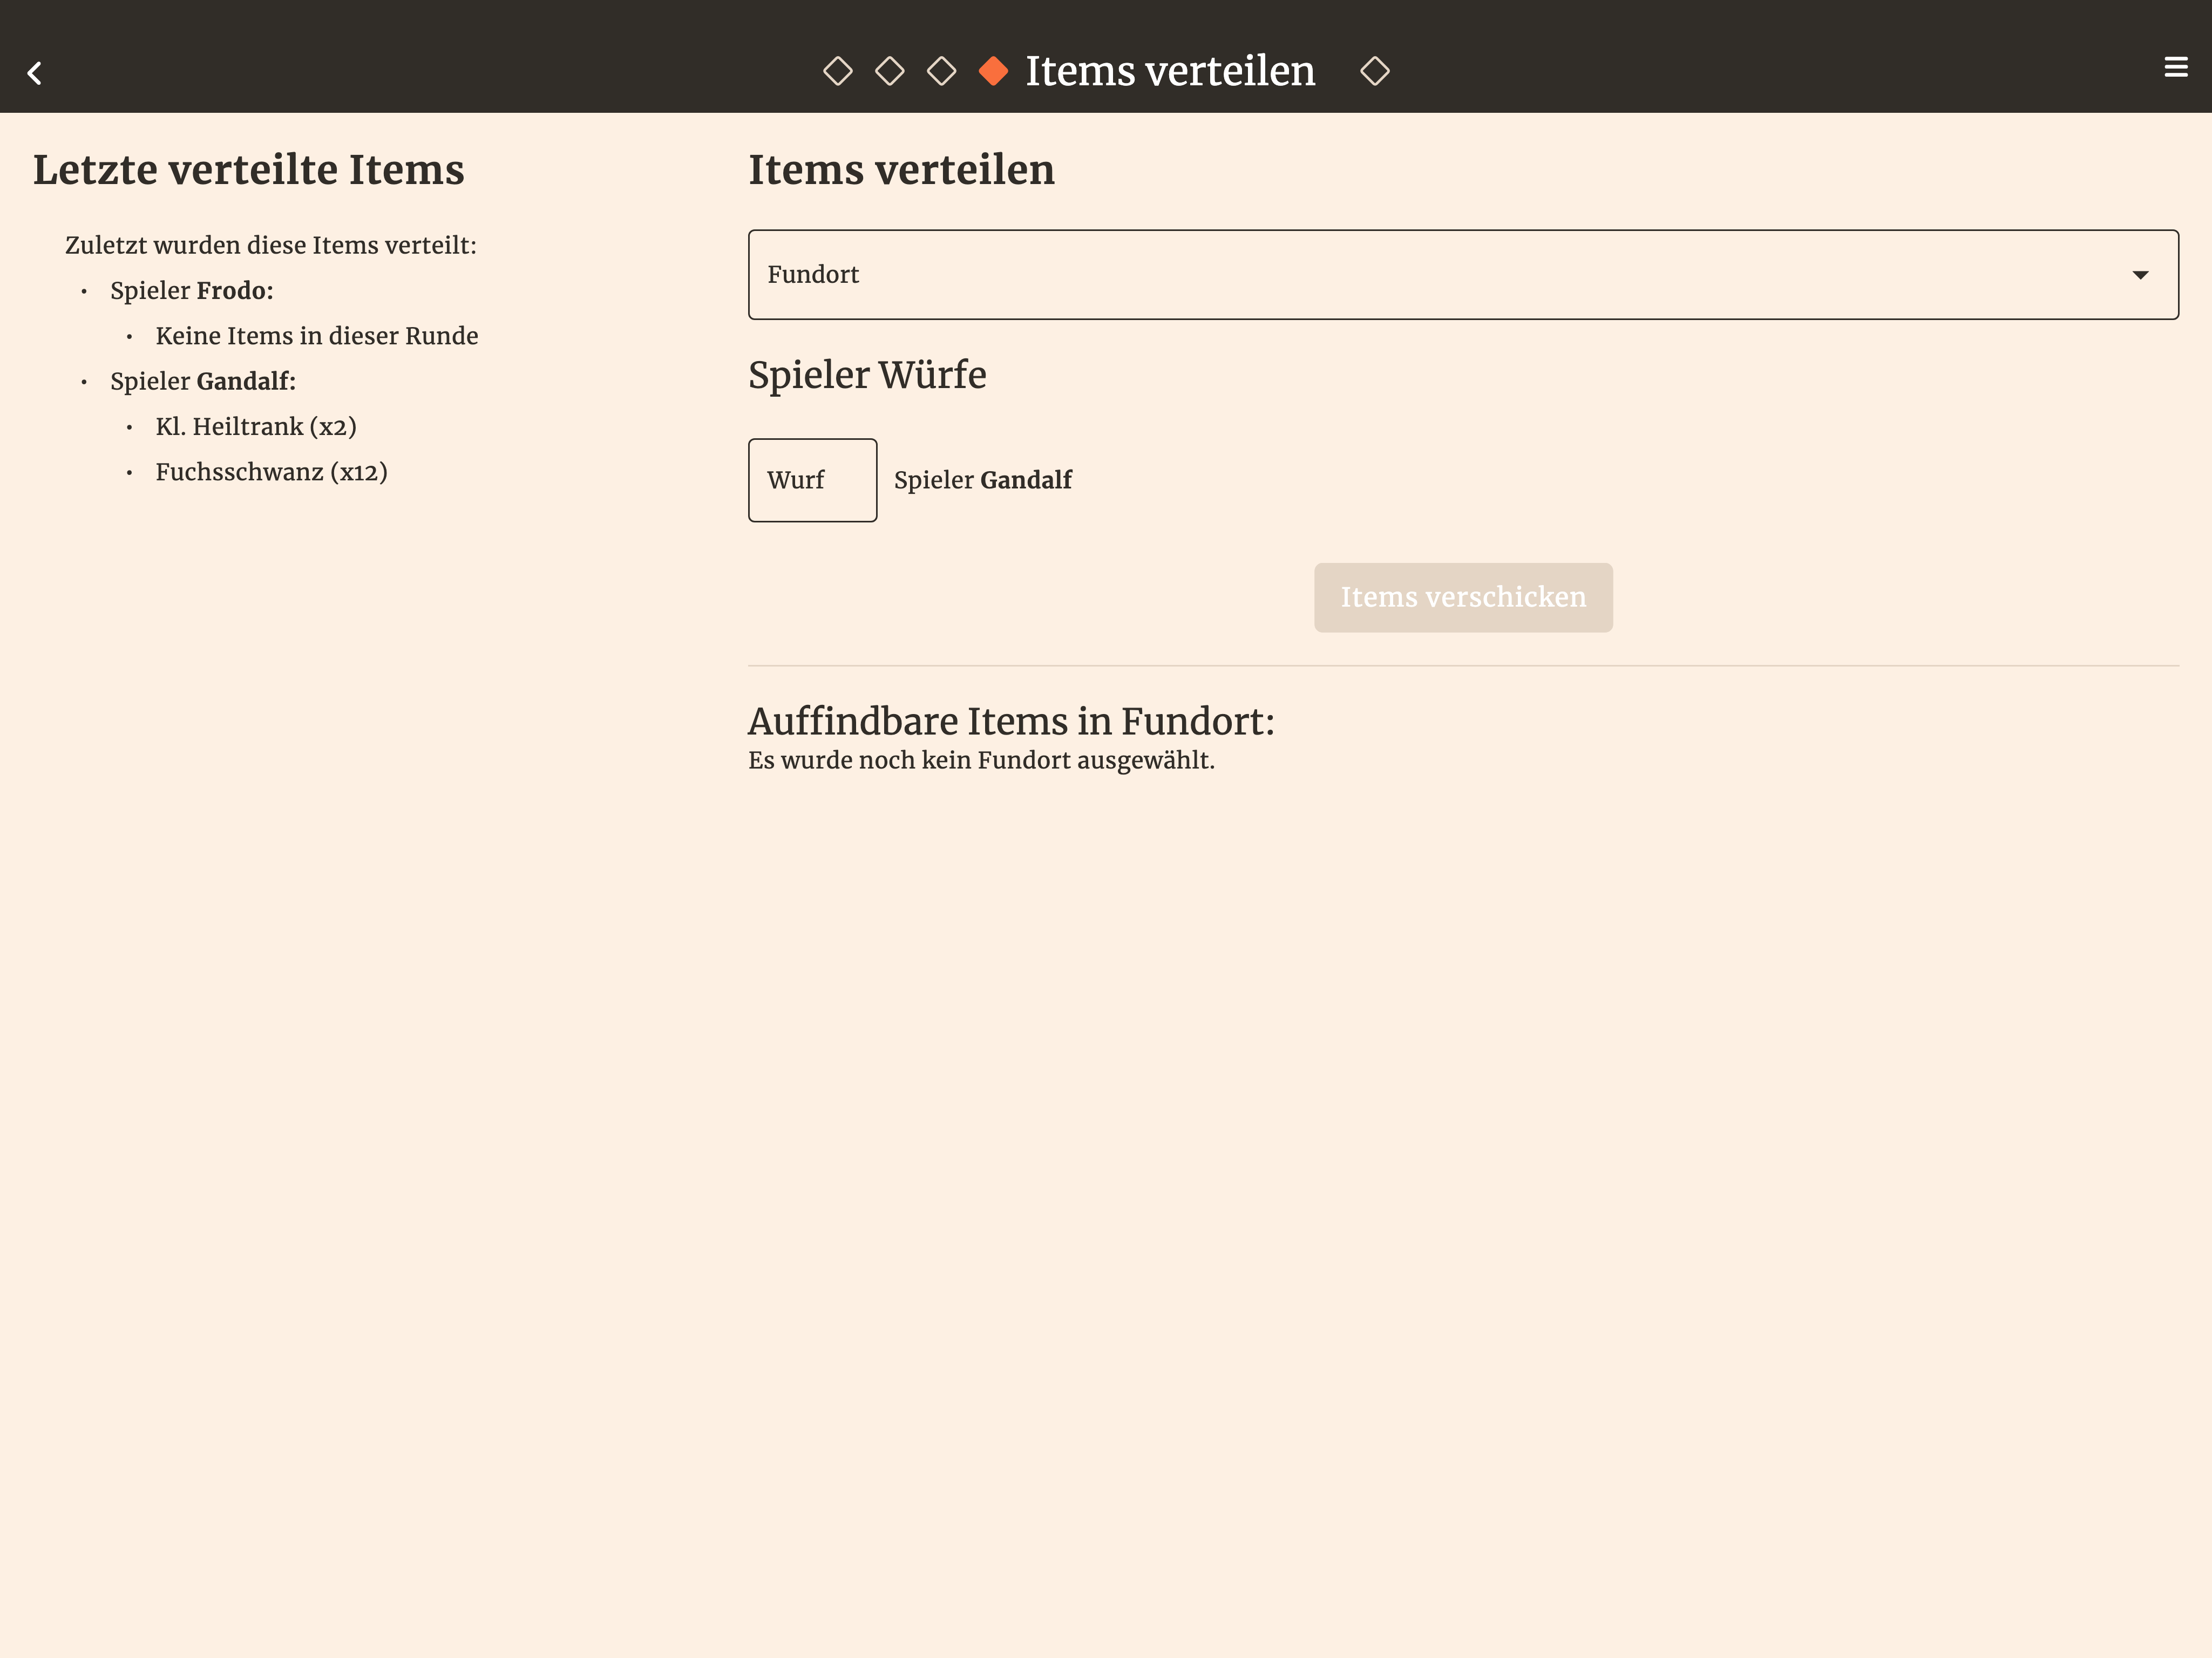 Items verteilen
Letzte verteilte Items
Zuletzt wurden diese Items verteilt:
• Spieler Frodo:
• Keine Items in dieser Runde
• Spieler Gandalf:
• Kl. Heiltrank (x2)
• Fuchsschwanz (x12)
Items verteilen
Fundort
Spieler Würfe
Wurf Spieler Gandalf
Items verschicken
Auffindbare Items in Fundort:
Es wurde noch kein Fundort ausgewählt.